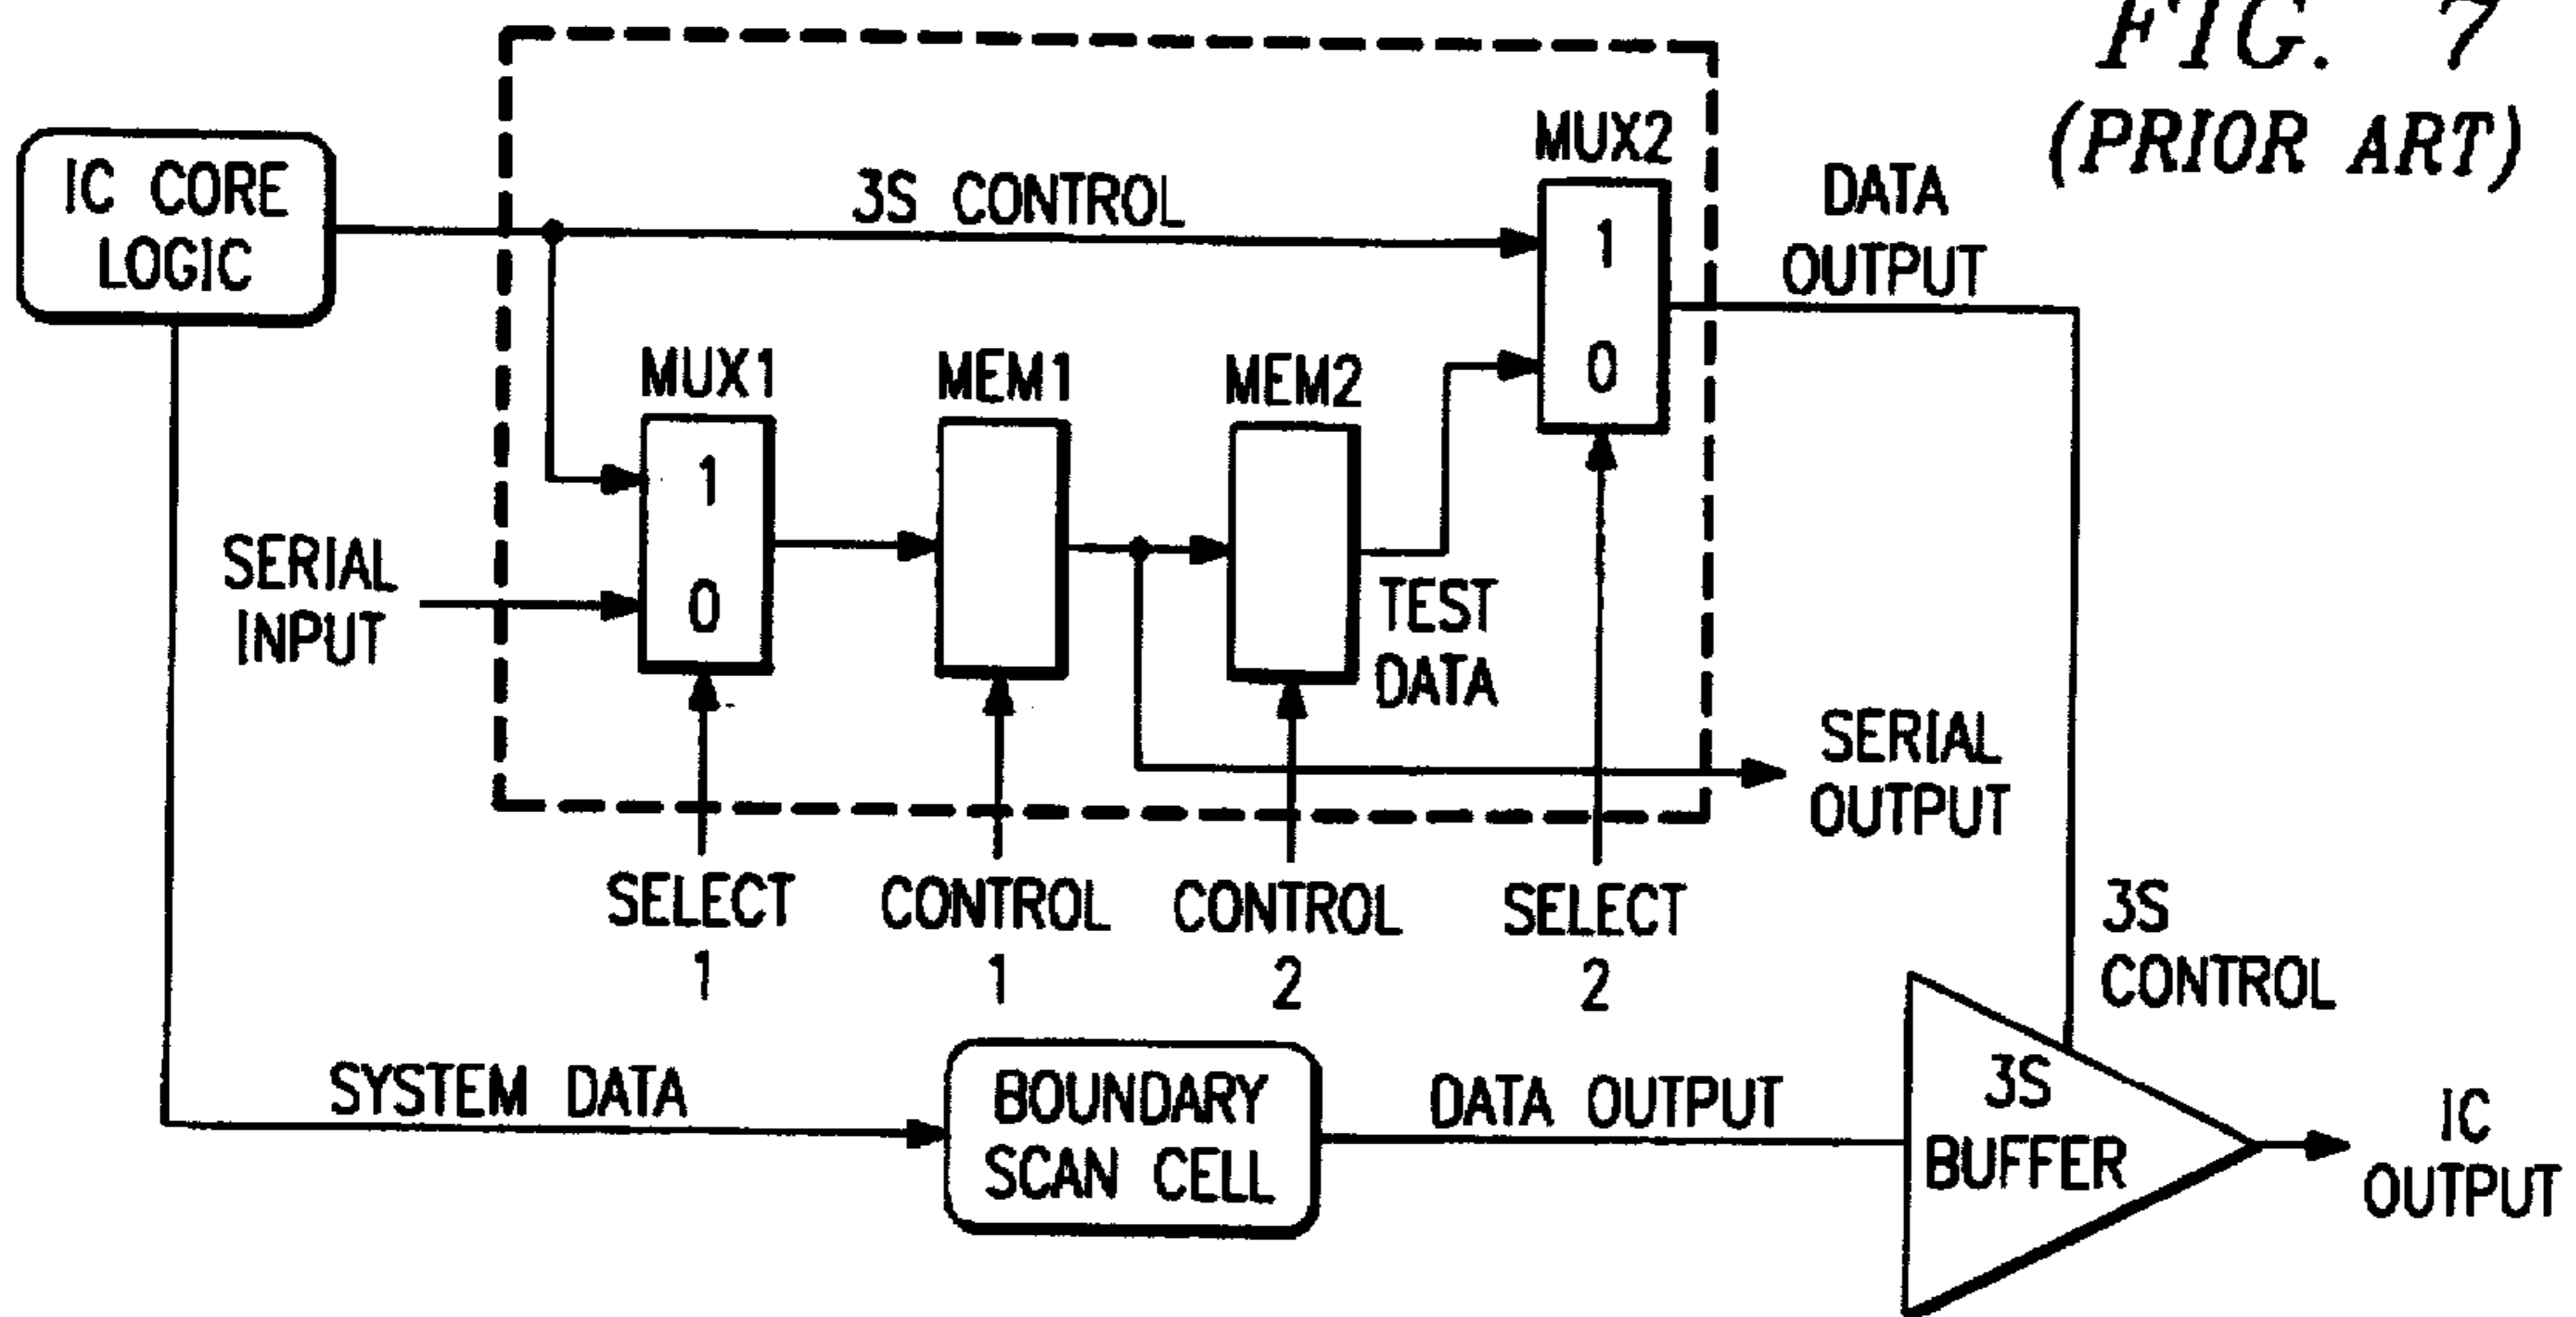 FIG. 7
(PRIOR ART)
IC CORE
LOGIC
3S CONTROL
MUX2
1
0
DATA
OUTPUT
MUX1
1
0
MEM1
MEM2
SERIAL
INPUT
TEST
DATA
SERIAL
OUTPUT
SELECT
1
CONTROL
1
CONTROL
2
SELECT
2
3S
CONTROL
SYSTEM DATA
BOUNDARY
SCAN CELL
DATA OUTPUT
3S
BUFFER
IC
OUTPUT